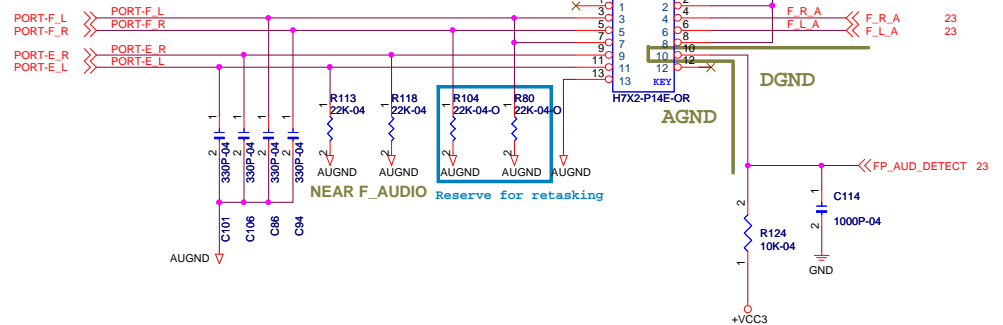 PORT-F_L
PORT-F_R
PORT-E_R
PORT-E_L
PORT-F_L
PORT-F_R
PORT-E_R
PORT-E_L
1
3
5
7
9
11
13
1
3
5
7
9
11
13
2
4
6
8
10
12
KEY
2
4
6
8
10
12
F_R_A
F_L_A
F_R_A 23
F_L_A 23
H7X2-P14E-OR
DGND
AGND
R113
22K-04
1
2
AUGND
R118
22K-04
1
2
AUGND
R104
22K-04-O
1
2
AUGND
R80
22K-04-O
1
2
AUGND
AUGND
NEAR F_AUDIO
Reserve for retasking
1
2
330P-04
C101
1
2
330P-04
C106
1
2
330P-04
C86
1
2
330P-04
C94
AUGND
FP_AUD_DETECT 23
2
R124
10K-04
1
+VCC3
1
C114
1000P-04
2
GND